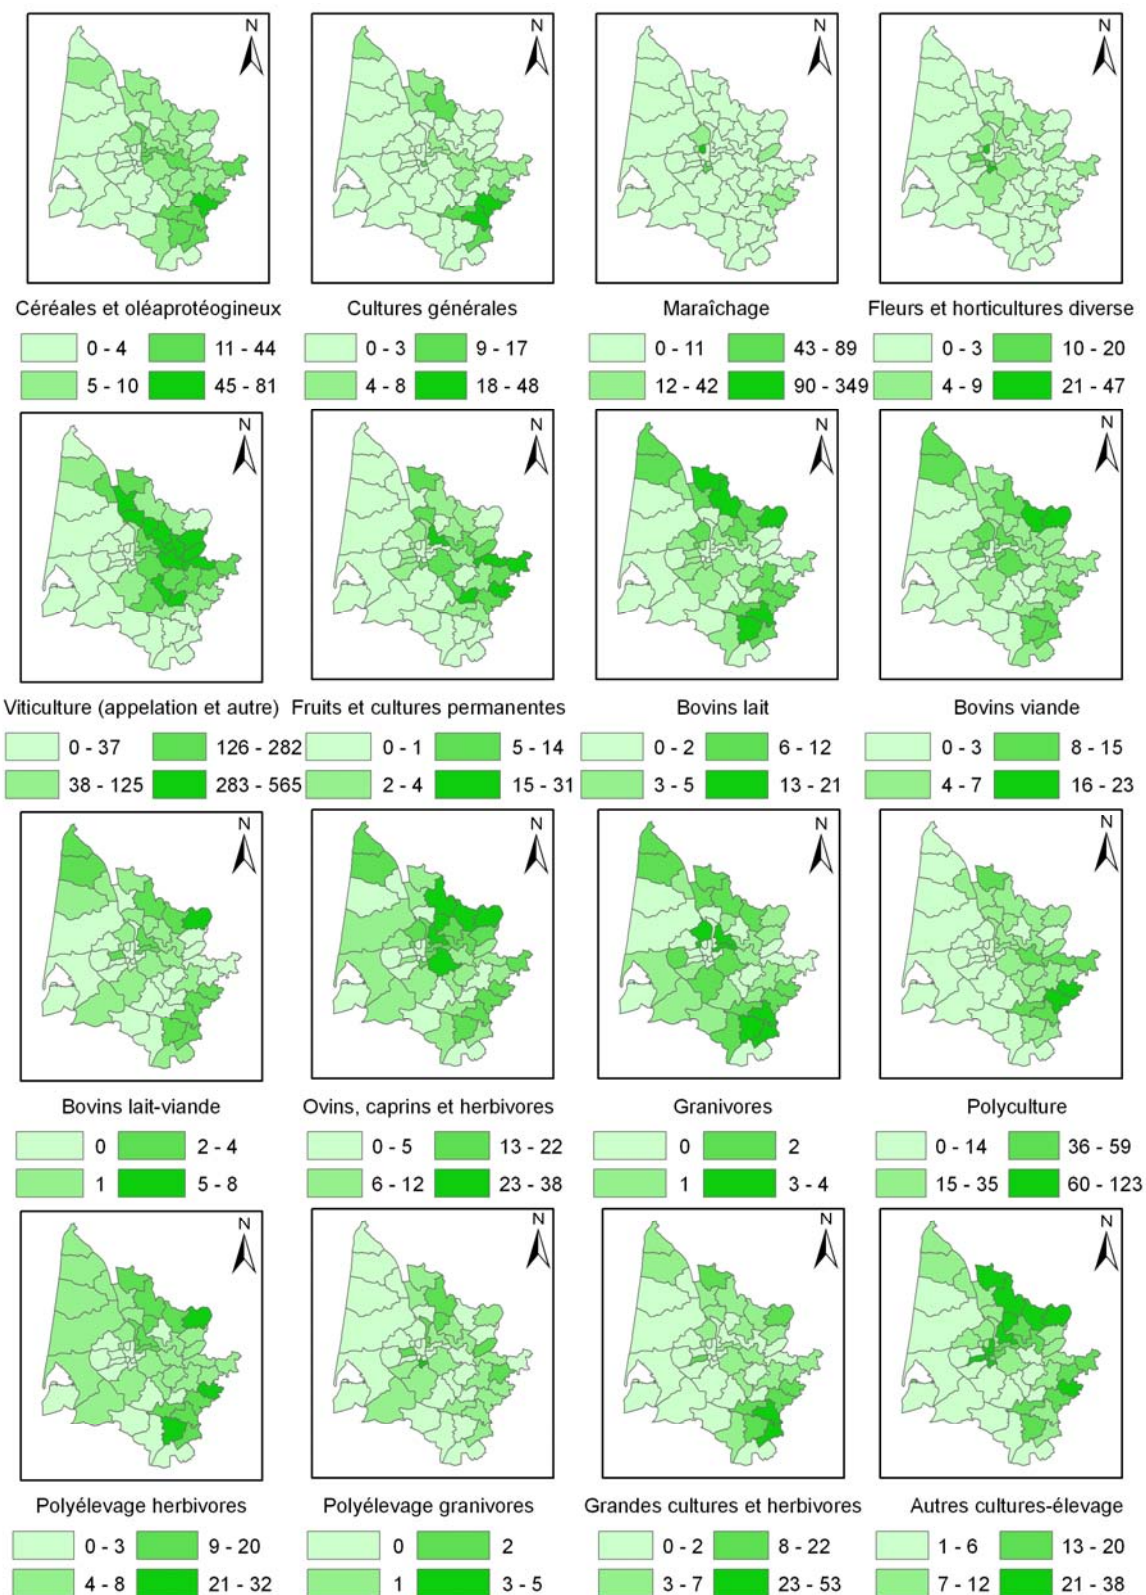 N N N N
Céréales et oléaprotéogineux Cultures générales Maraîchage Fleurs et horticultures diverse
0 - 4 11 - 44 0 - 3 9 - 17 0 - 11 43 - 89 0 - 3 10 - 20
5 - 10 45 - 81 4 - 8 18 - 48 12 - 42 90 - 349 4 - 9 21 - 47
N N N N
Viticulture (appelation et autre) Fruits et cultures permanentes Bovins lait Bovins viande
0 - 37 126 - 282 0 - 1 5 - 14 0 - 2 6 - 12 0 - 3 8 - 15
38 - 125 283 - 565 2 - 4 15 - 31 3 - 5 13 - 21 4 - 7 16 - 23
N N N N
Bovins lait-viande Ovins, caprins et herbivores Granivores Polyculture
0 2 - 4 0 - 5 13 - 22 0 2 0 - 14 36 - 59
1 5 - 8 6 - 12 23 - 38 1 3 - 4 15 - 35 60 - 123
N N N N
Polyélevage herbivores Polyélevage granivores Grandes cultures et herbivores Autres cultures-élevage
0 - 3 9 - 20 0 2 0 - 2 8 - 22 1 - 6 13 - 20
4 - 8 21 - 32 1 3 - 5 3 - 7 23 - 53 7 - 12 21 - 38